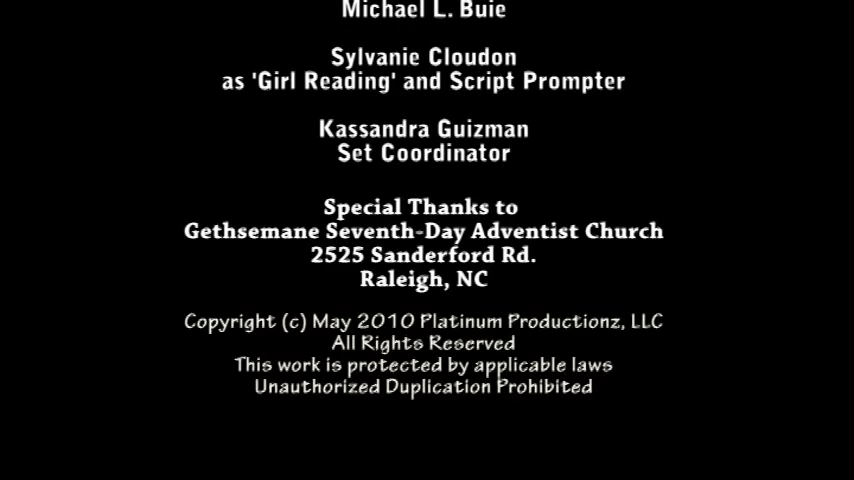 Michael L. Buie
Sylvanie Cloudon
as 'Girl Reading' and Script Prompter
Kassandra Guizman
Set Coordinator
Special Thanks to
Gethsemane Seventh-Day Adventist Church
2525 Sanderford Rd.
Raleigh, NC
Copyright (c) May 2010 Platinum Productionz, LLC
All Rights Reserved
This work is protected by applicable laws
Unauthorized Duplication Prohibited